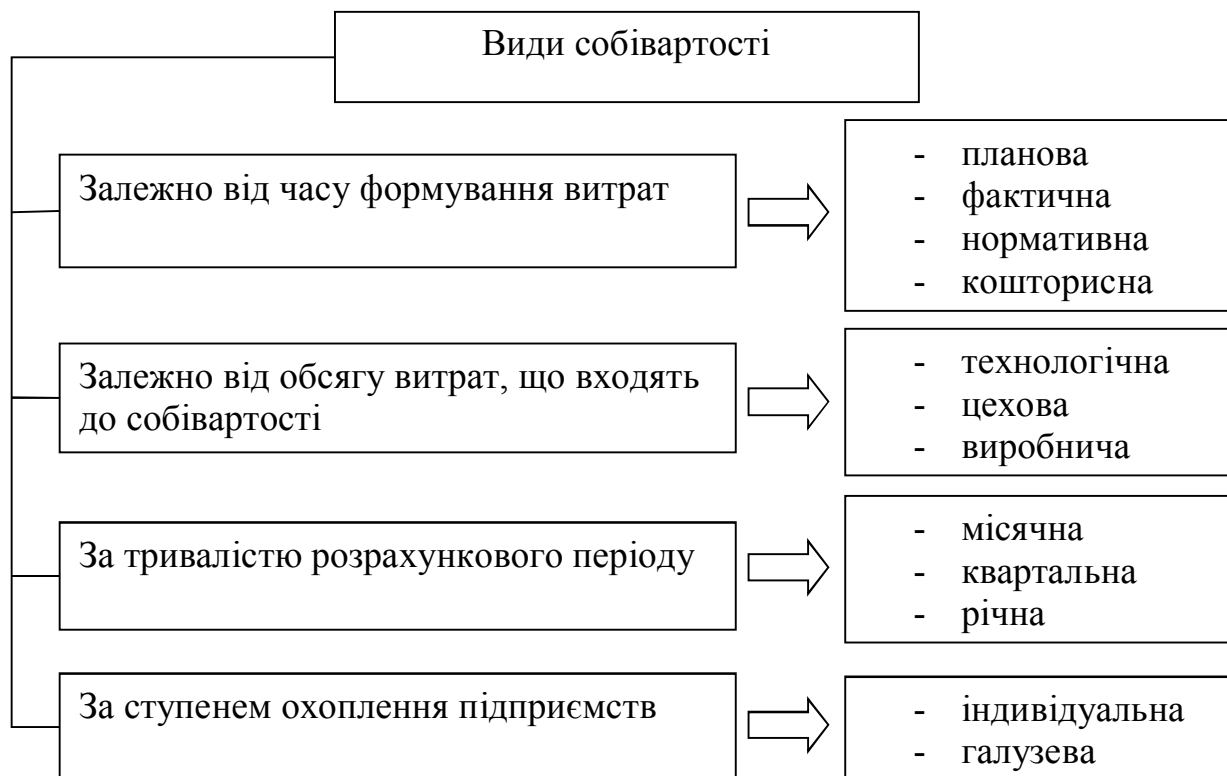 Види собівартості
Залежно від часу формування витрат
- планова
- фактична
- нормативна
- кошторисна
Залежно від обсягу витрат, що входять
до собівартості
- технологічна
- цехова
- виробнича
За тривалістю розрахункового періоду
- місячна
- квартальна
- річна
За ступенем охоплення підприємств
- індивідуальна
- галузева